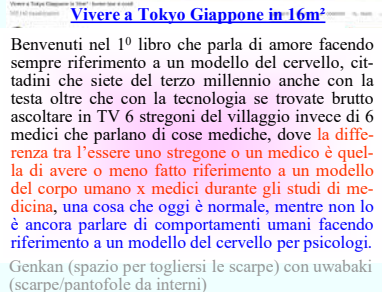 Vivere a Tokyo Giappone in 16m²
Benvenuti nel 1⁰ libro che parla di amore facendo
sempre riferimento a un modello del cervello, cit-
tadini che siete del terzo millennio anche con la
testa oltre che con la tecnologia se trovate brutto
ascoltare in TV 6 stregoni del villaggio invece di 6
medici che parlano di cose mediche, dove la diffe-
renza tra l’essere uno stregone o un medico è quel-
la di avere o meno fatto riferimento a un modello
del corpo umano x medici durante gli studi di me-
dicina, una cosa che oggi è normale, mentre non lo
è ancora parlare di comportamenti umani facendo
riferimento a un modello del cervello per psicologi.
Genkan (spazio per togliersi le scarpe) con uwabaki
(scarpe/pantofole da interni)